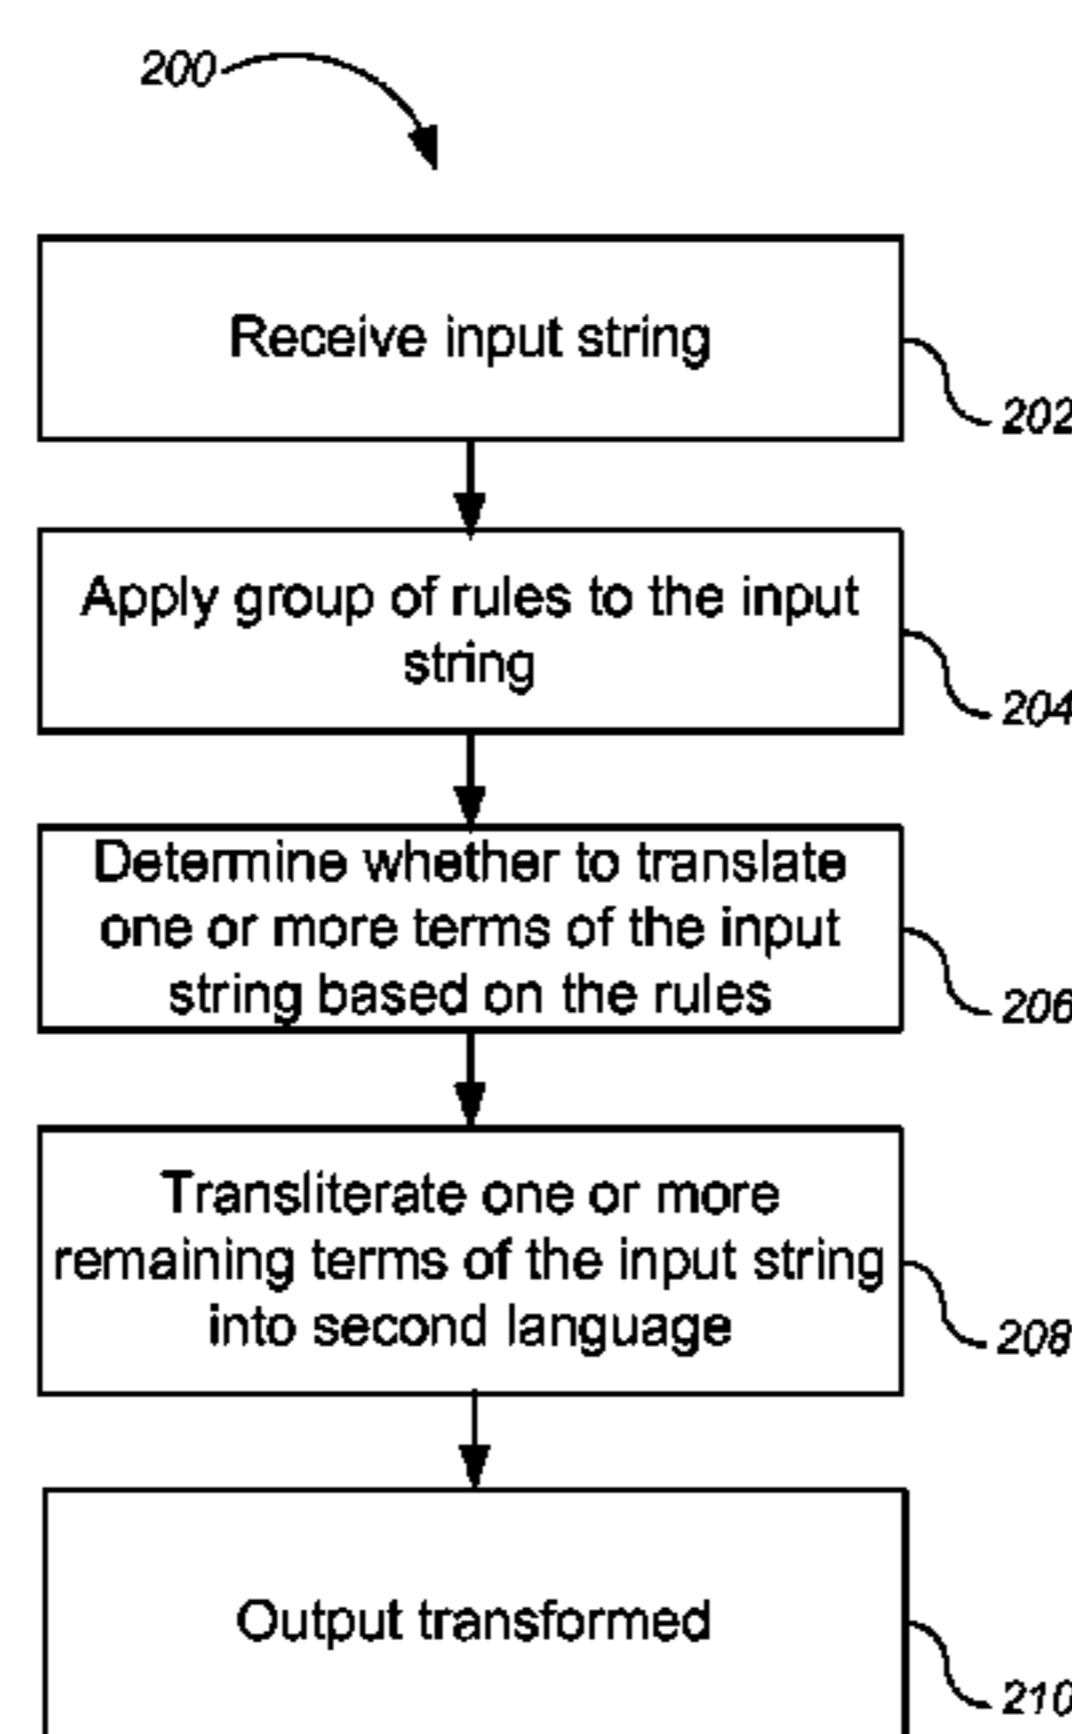 200
Receive input string
202
Apply group of rules to the input
string
204
Determine whether to translate
one or more terms of the input
string based on the rules
206
Transliterate one or more
remaining terms of the input string
into second language
208
Output transformed
210